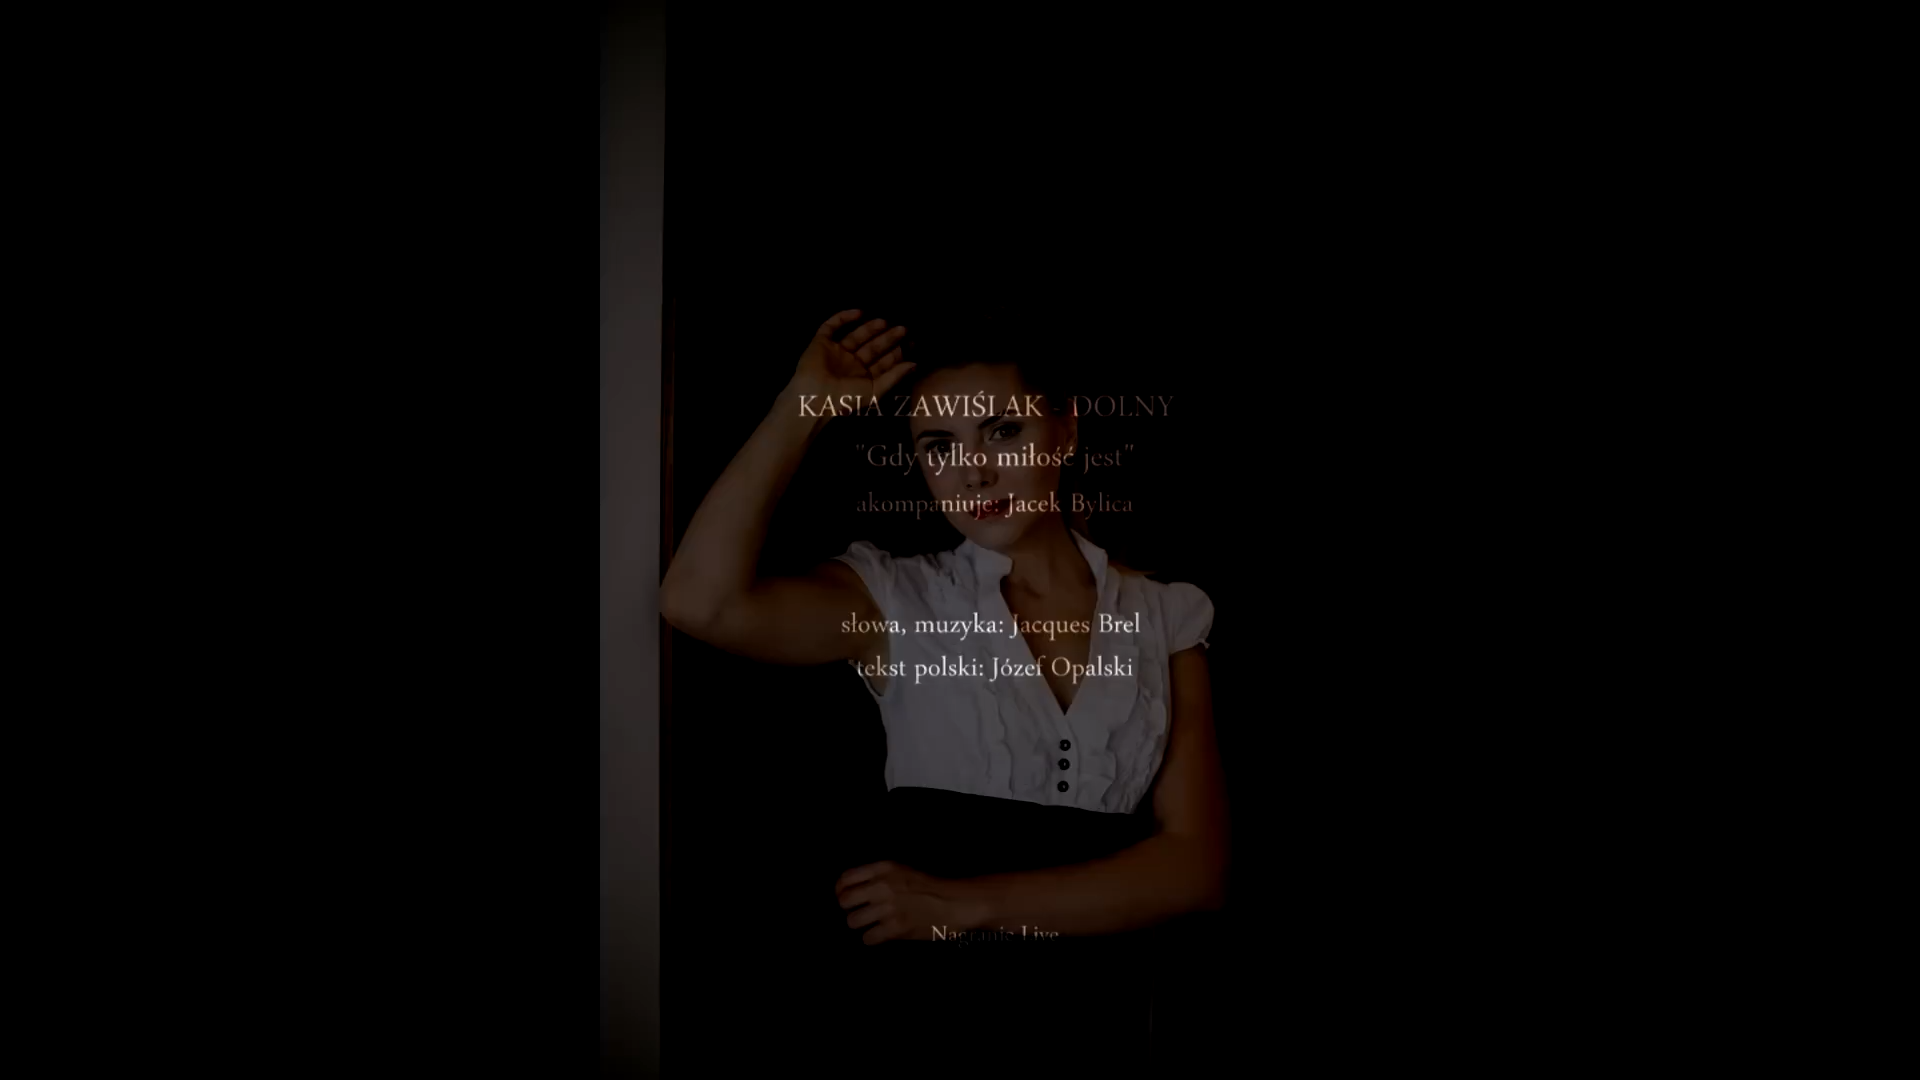 KASIA ZAWIŚLAK - DOLNY
"Gdy tylko miłość jest"
akompaniuje: Jacek Bylica
słowa, muzyka: Jacques Brel
tekst polski: Józef Opalski
Nagranie Live